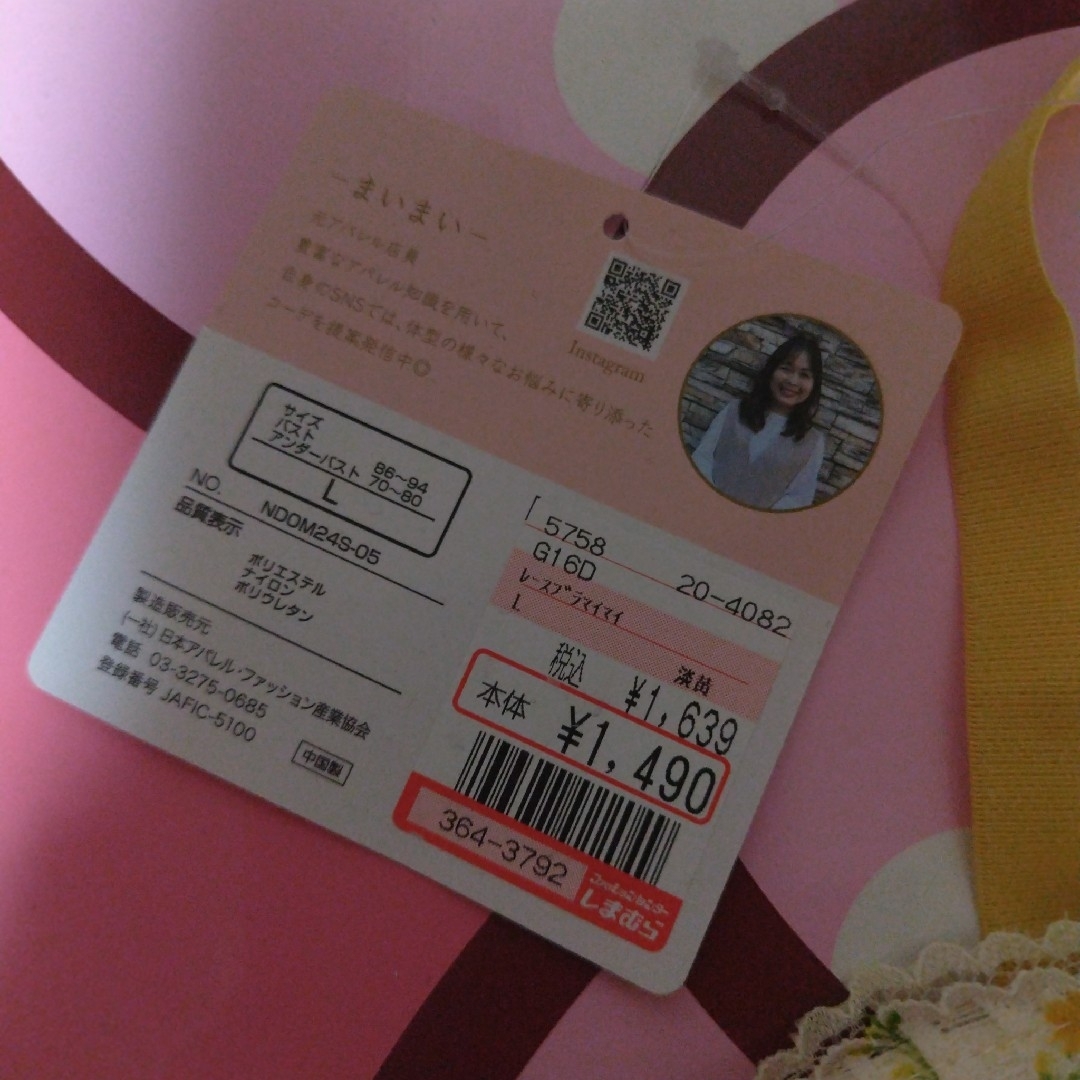 －まいまい－
元アパレル店員
豊富なアパレル知識を用いて、
自身のSNSでは、体型の様々なお悩みに寄り添った
コーデを提案発信中◎
Instagram
サイズ
バスト 86~94
アンダーバスト 70~80
L
NO. NDOM24S-05
品質表示
ポリエステル
ナイロン
ポリウレタン
製造販売元
(一社)日本アパレル・ファッション産業協会
電話 03-3275-0685
登録番号 JAFIC-5100
中国製
5758
G16D 20-4082
レースブラマイマイ
L 淡黄
税込 ¥1,639
本体 ¥1,490
364-3792
ファッションセンター
しまむら